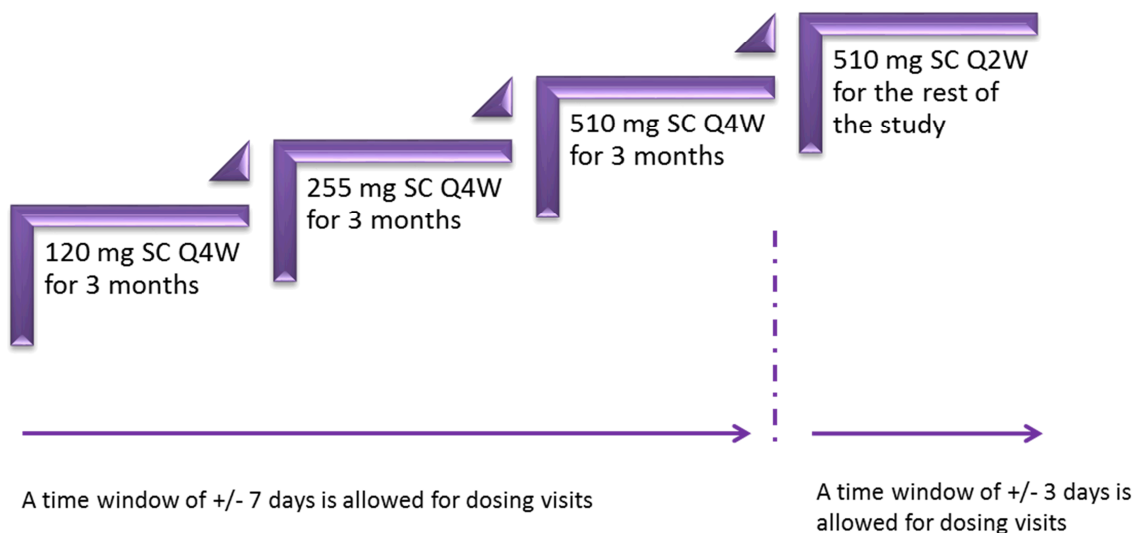 120 mg SC Q4W
for 3 months
255 mg SC Q4W
for 3 months
510 mg SC Q4W
for 3 months
510 mg SC Q2W
for the rest of
the study
A time window of +/- 7 days is allowed for dosing visits
A time window of +/- 3 days is
allowed for dosing visits